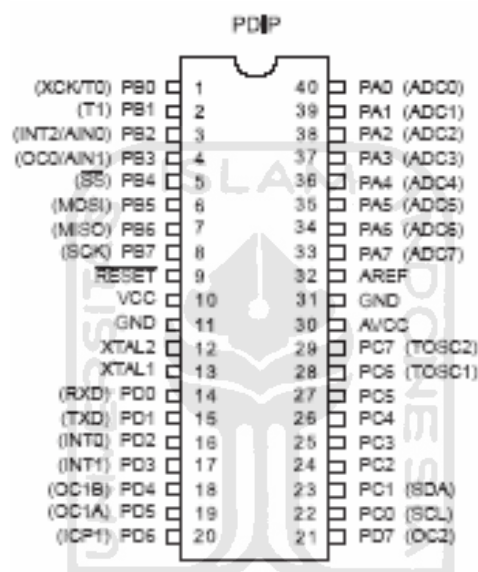 PDIP
(XCK/T0) PB0 1 40 PA0 (ADC0)
(T1) PB1 2 39 PA1 (ADC1)
(INT2/AIN0) PB2 3 38 PA2 (ADC2)
(OC0/AIN1) PB3 4 37 PA3 (ADC3)
(SS) PB4 5 36 PA4 (ADC4)
(MOSI) PB5 6 35 PA5 (ADC5)
(MISO) PB6 7 34 PA6 (ADC6)
(SCK) PB7 8 33 PA7 (ADC7)
RESET 9 32 AREF
VCC 10 31 GND
GND 11 30 AVCC
XTAL2 12 29 PC7 (TOSC2)
XTAL1 13 28 PC6 (TOSC1)
(RXD) PD0 14 27 PC5
(TXD) PD1 15 26 PC4
(INT0) PD2 16 25 PC3
(INT1) PD3 17 24 PC2
(OC1B) PD4 18 23 PC1 (SDA)
(OC1A) PD5 19 22 PC0 (SCL)
(ICP1) PD6 20 21 PD7 (OC2)